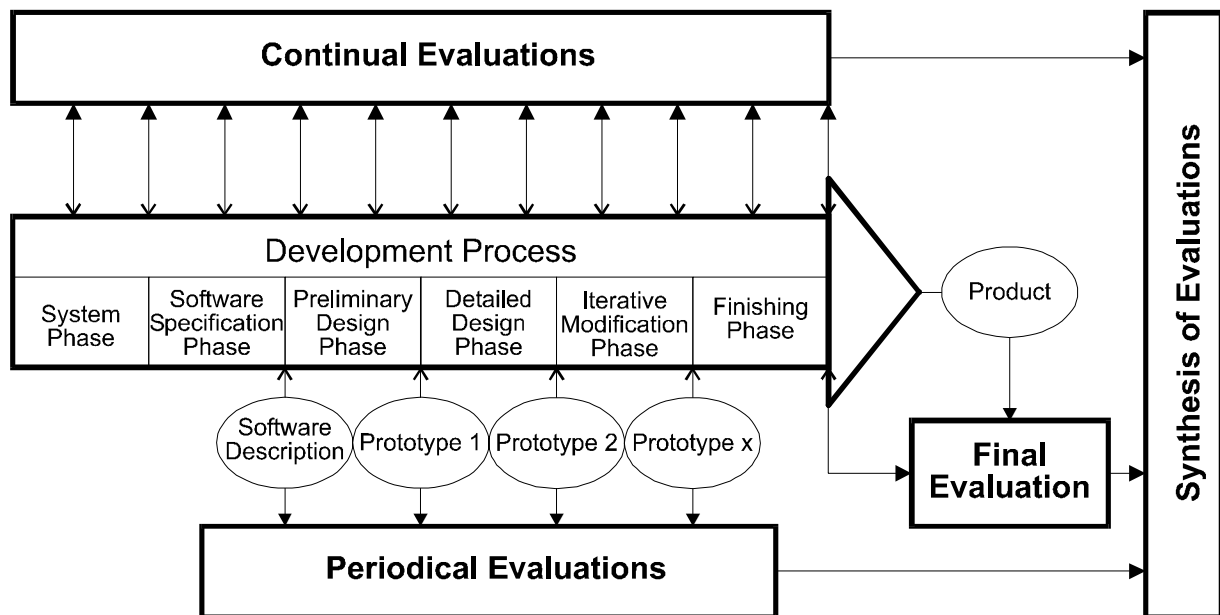 Continual Evaluations
Development Process
System
Phase
Software
Specification
Phase
Preliminary
Design
Phase
Detailed
Design
Phase
Iterative
Modification
Phase
Finishing
Phase
Product
Software
Description
Prototype 1
Prototype 2
Prototype x
Final
Evaluation
Periodical Evaluations
Synthesis of Evaluations